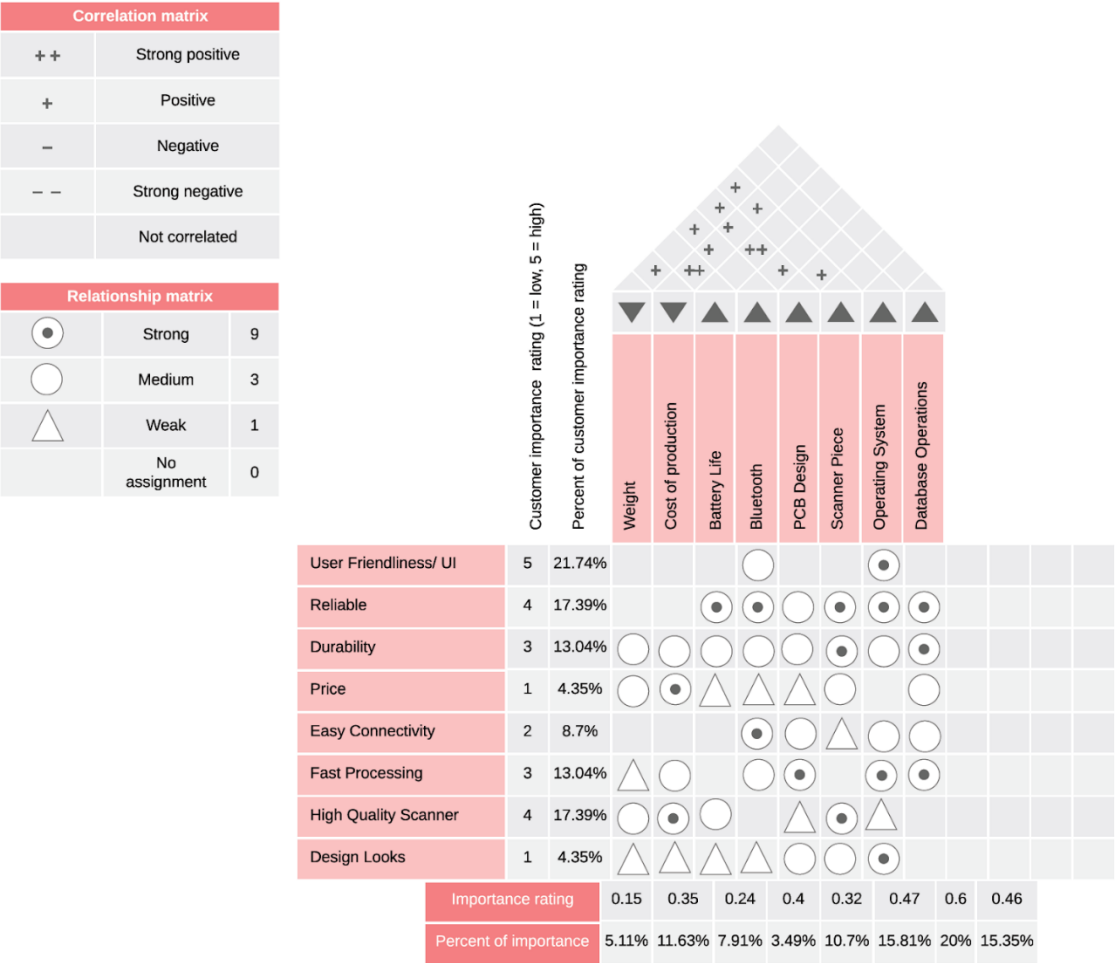 Correlation matrix
++ Strong positive
+ Positive
− Negative
− − Strong negative
Not correlated
Relationship matrix
Strong 9
Medium 3
Weak 1
No
assignment 0
Customer importance rating (1 = low, 5 = high)
Percent of customer importance rating
+
+ +
+ +
+ ++
+ ++ + +
Weight
Cost of production
Battery Life
Bluetooth
PCB Design
Scanner Piece
Operating System
Database Operations
User Friendliness/ UI 5 21.74%
Reliable 4 17.39%
Durability 3 13.04%
Price 1 4.35%
Easy Connectivity 2 8.7%
Fast Processing 3 13.04%
High Quality Scanner 4 17.39%
Design Looks 1 4.35%
Importance rating 0.15 0.35 0.24 0.4 0.32 0.47 0.6 0.46
Percent of importance 5.11% 11.63% 7.91% 3.49% 10.7% 15.81% 20% 15.35%